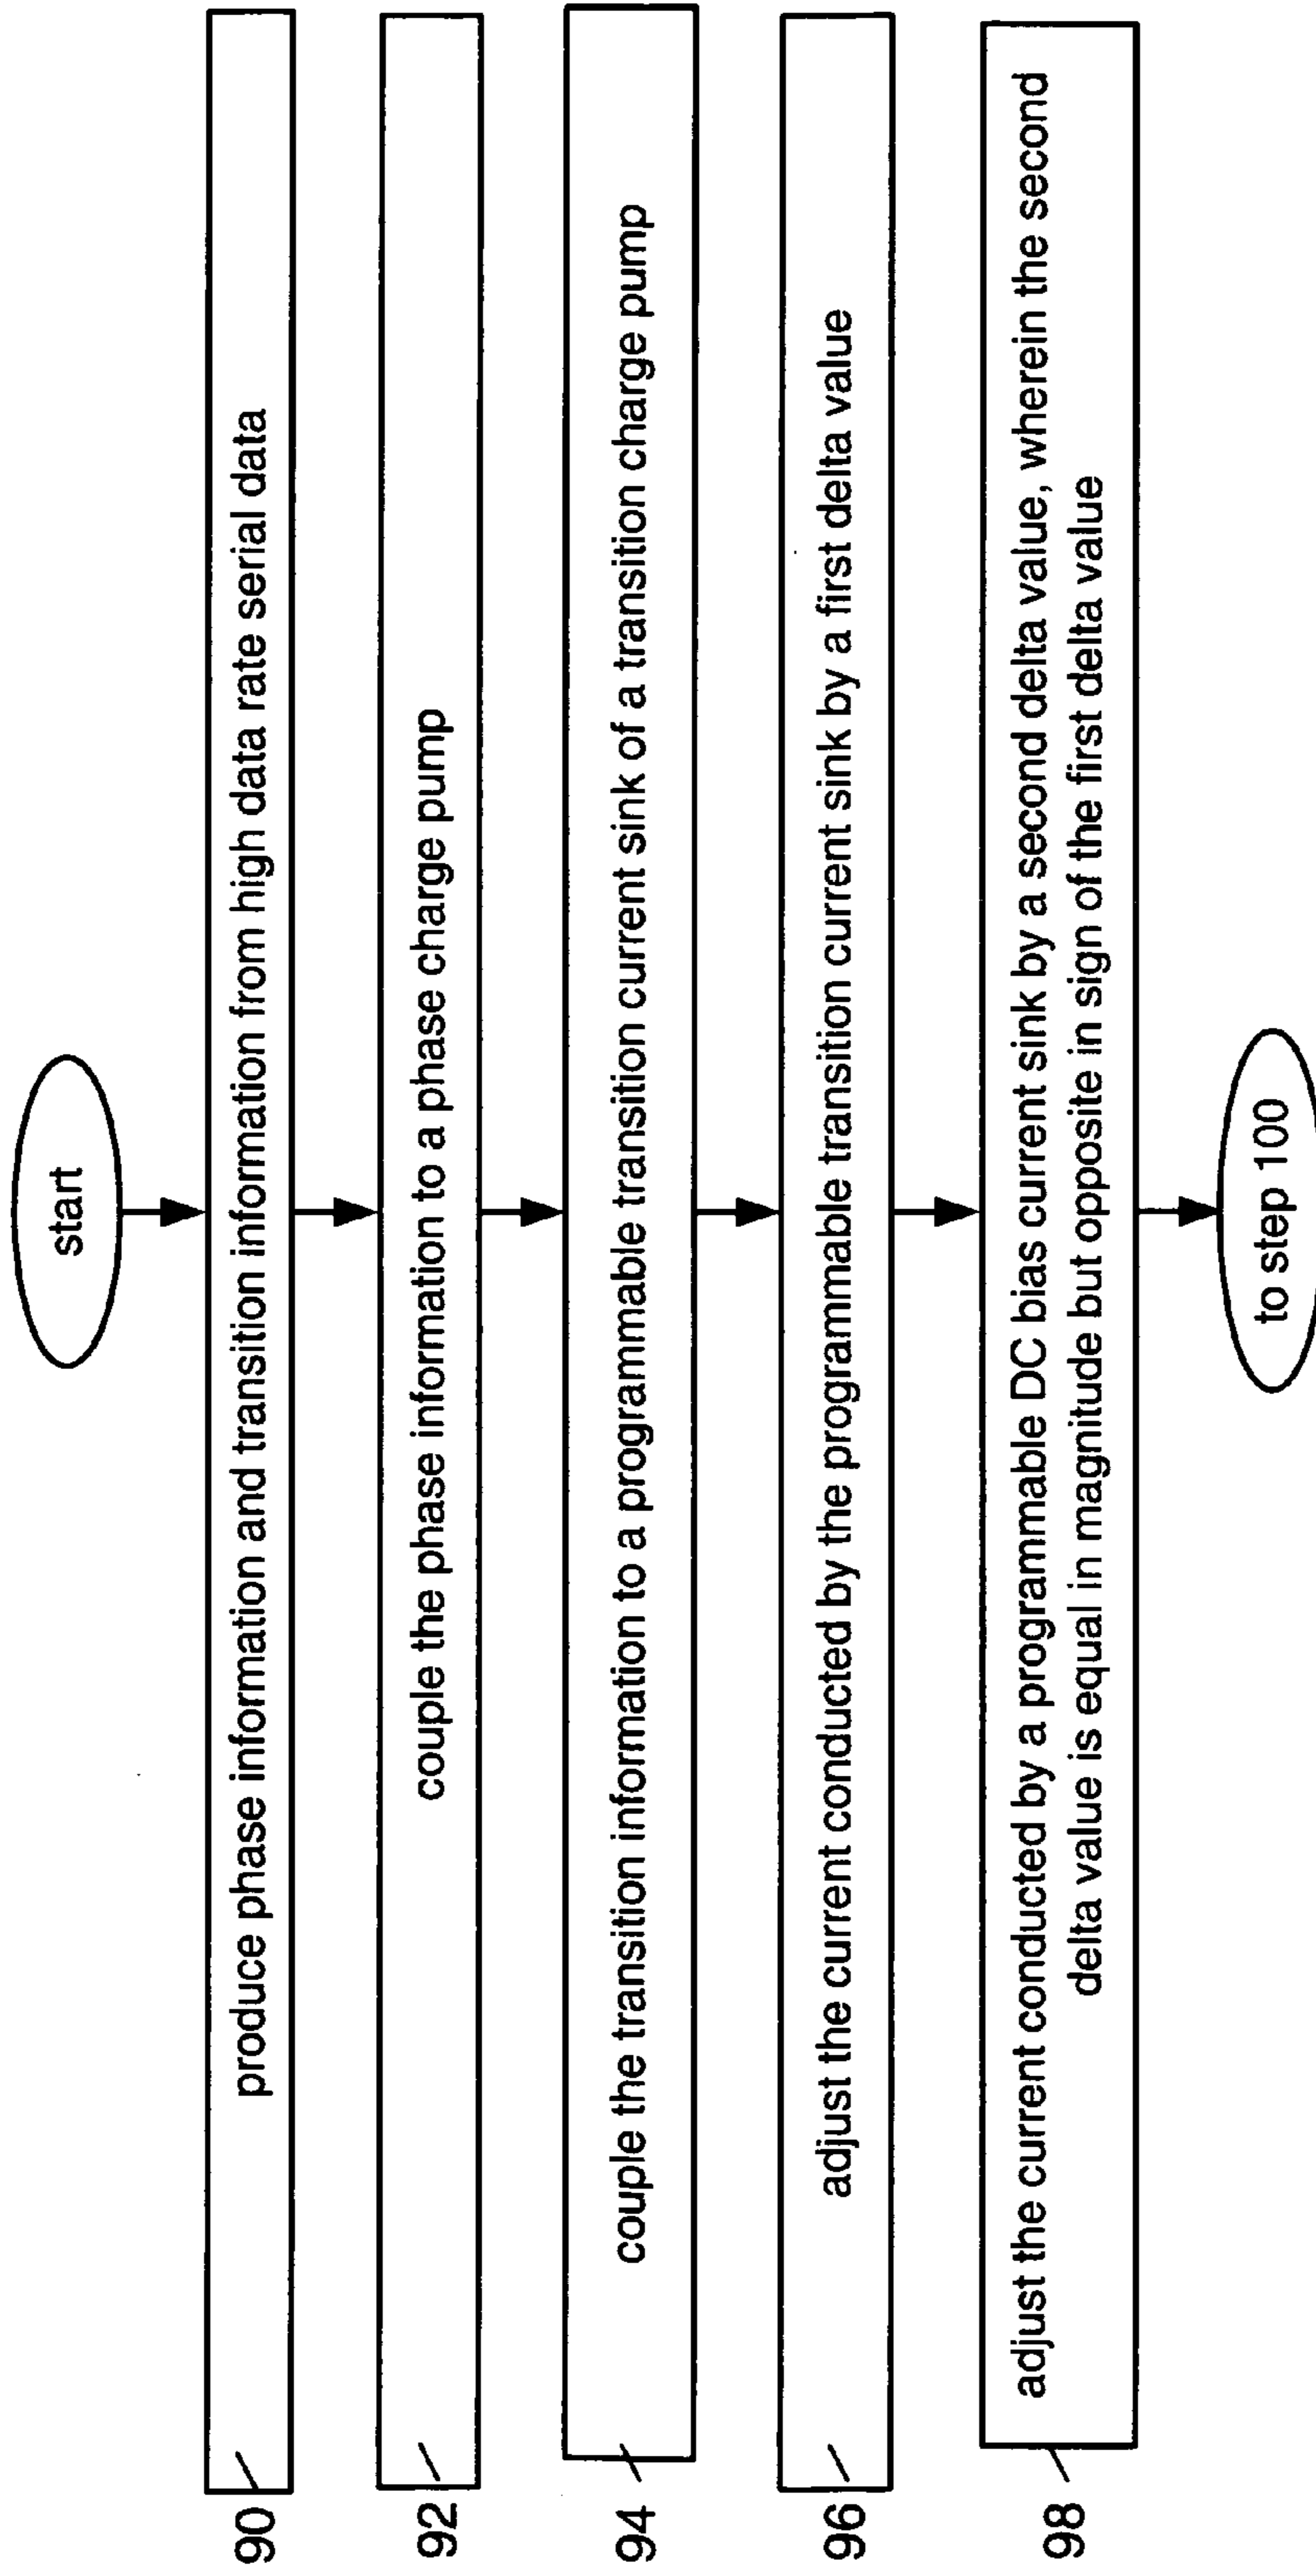 start
90
produce phase information and transition information from high data rate serial data
92
couple the phase information to a phase charge pump
94
couple the transition information to a programmable transition current sink of a transition charge pump
96
adjust the current conducted by the programmable transition current sink by a first delta value
98
adjust the current conducted by a programmable DC bias current sink by a second delta value, wherein the second
delta value is equal in magnitude but opposite in sign of the first delta value
to step 100